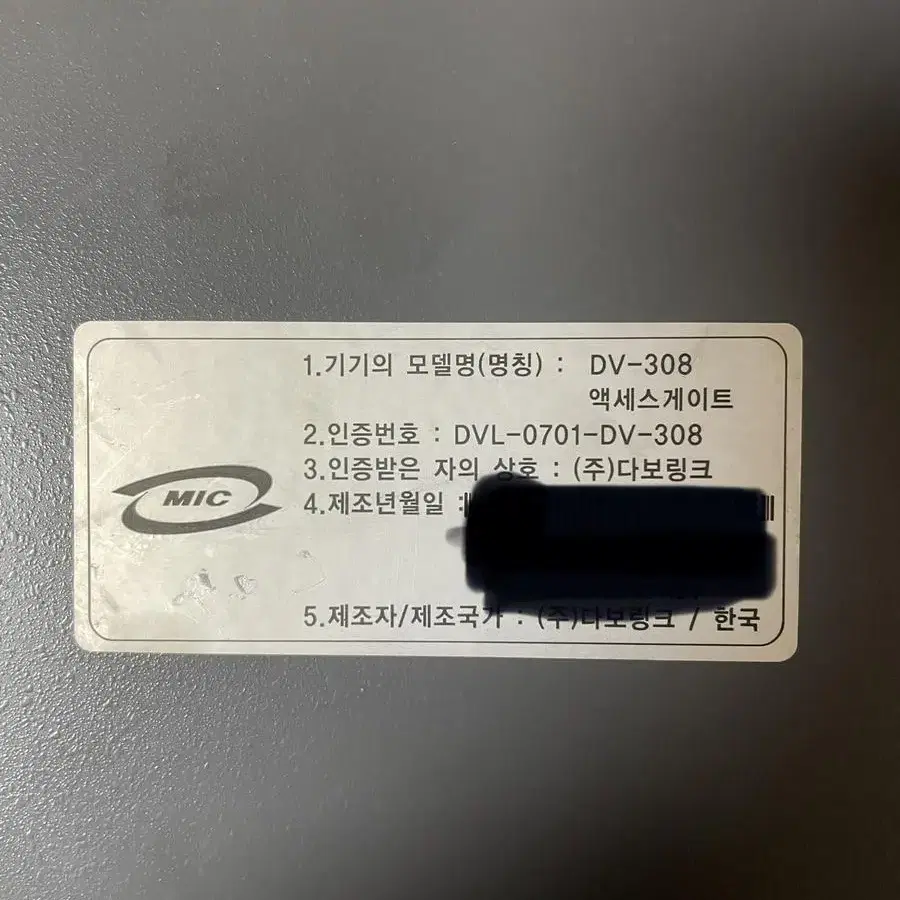 1.기기의 모델명(명칭) : DV-308
액세스게이트
2.인증번호 : DVL-0701-DV-308
3.인증받은 자의 상호 : (주)다보링크
4.제조년월일 :
MIC
5.제조자/제조국가 : (주)다보링크 / 한국